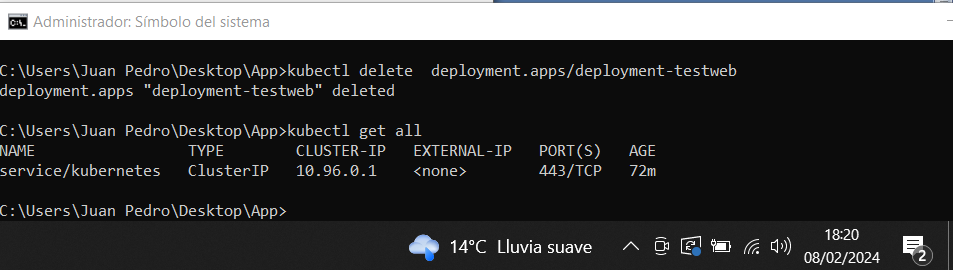 Administrador: Símbolo del sistema
C:\Users\Juan Pedro\Desktop\App>kubectl delete  deployment.apps/deployment-testweb
deployment.apps "deployment-testweb" deleted
C:\Users\Juan Pedro\Desktop\App>kubectl get all
NAME                 TYPE        CLUSTER-IP   EXTERNAL-IP   PORT(S)   AGE
service/kubernetes   ClusterIP   10.96.0.1    <none>        443/TCP   72m
C:\Users\Juan Pedro\Desktop\App>
14°C Lluvia suave
18:20
08/02/2024
2